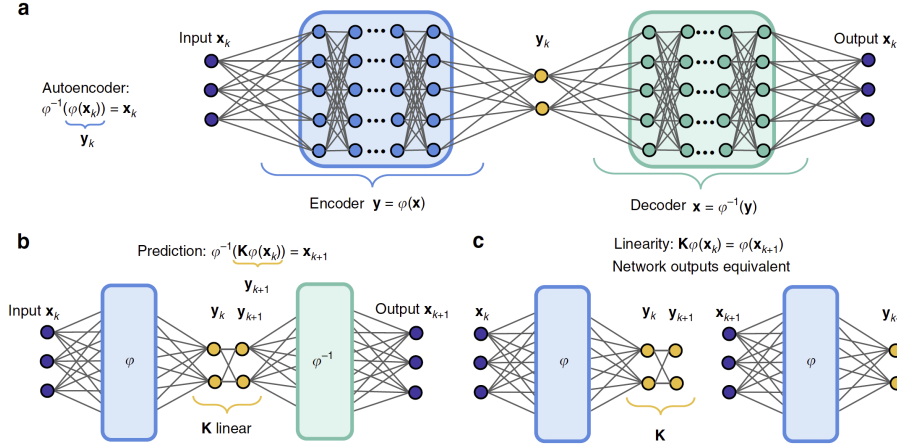 a
Input xₖ
yₖ
Output xₖ
Autoencoder:
φ⁻¹(φ(xₖ)) = xₖ
yₖ
Encoder y = φ(x)
Decoder x = φ⁻¹(y)
b
Prediction: φ⁻¹(Kφ(xₖ)) = xₖ₊₁
yₖ₊₁
Input xₖ
yₖ yₖ₊₁
Output xₖ₊₁
φ
φ⁻¹
K linear
c
Linearity: Kφ(xₖ) = φ(xₖ₊₁)
Network outputs equivalent
xₖ
yₖ yₖ₊₁
xₖ₊₁
φ
φ
K